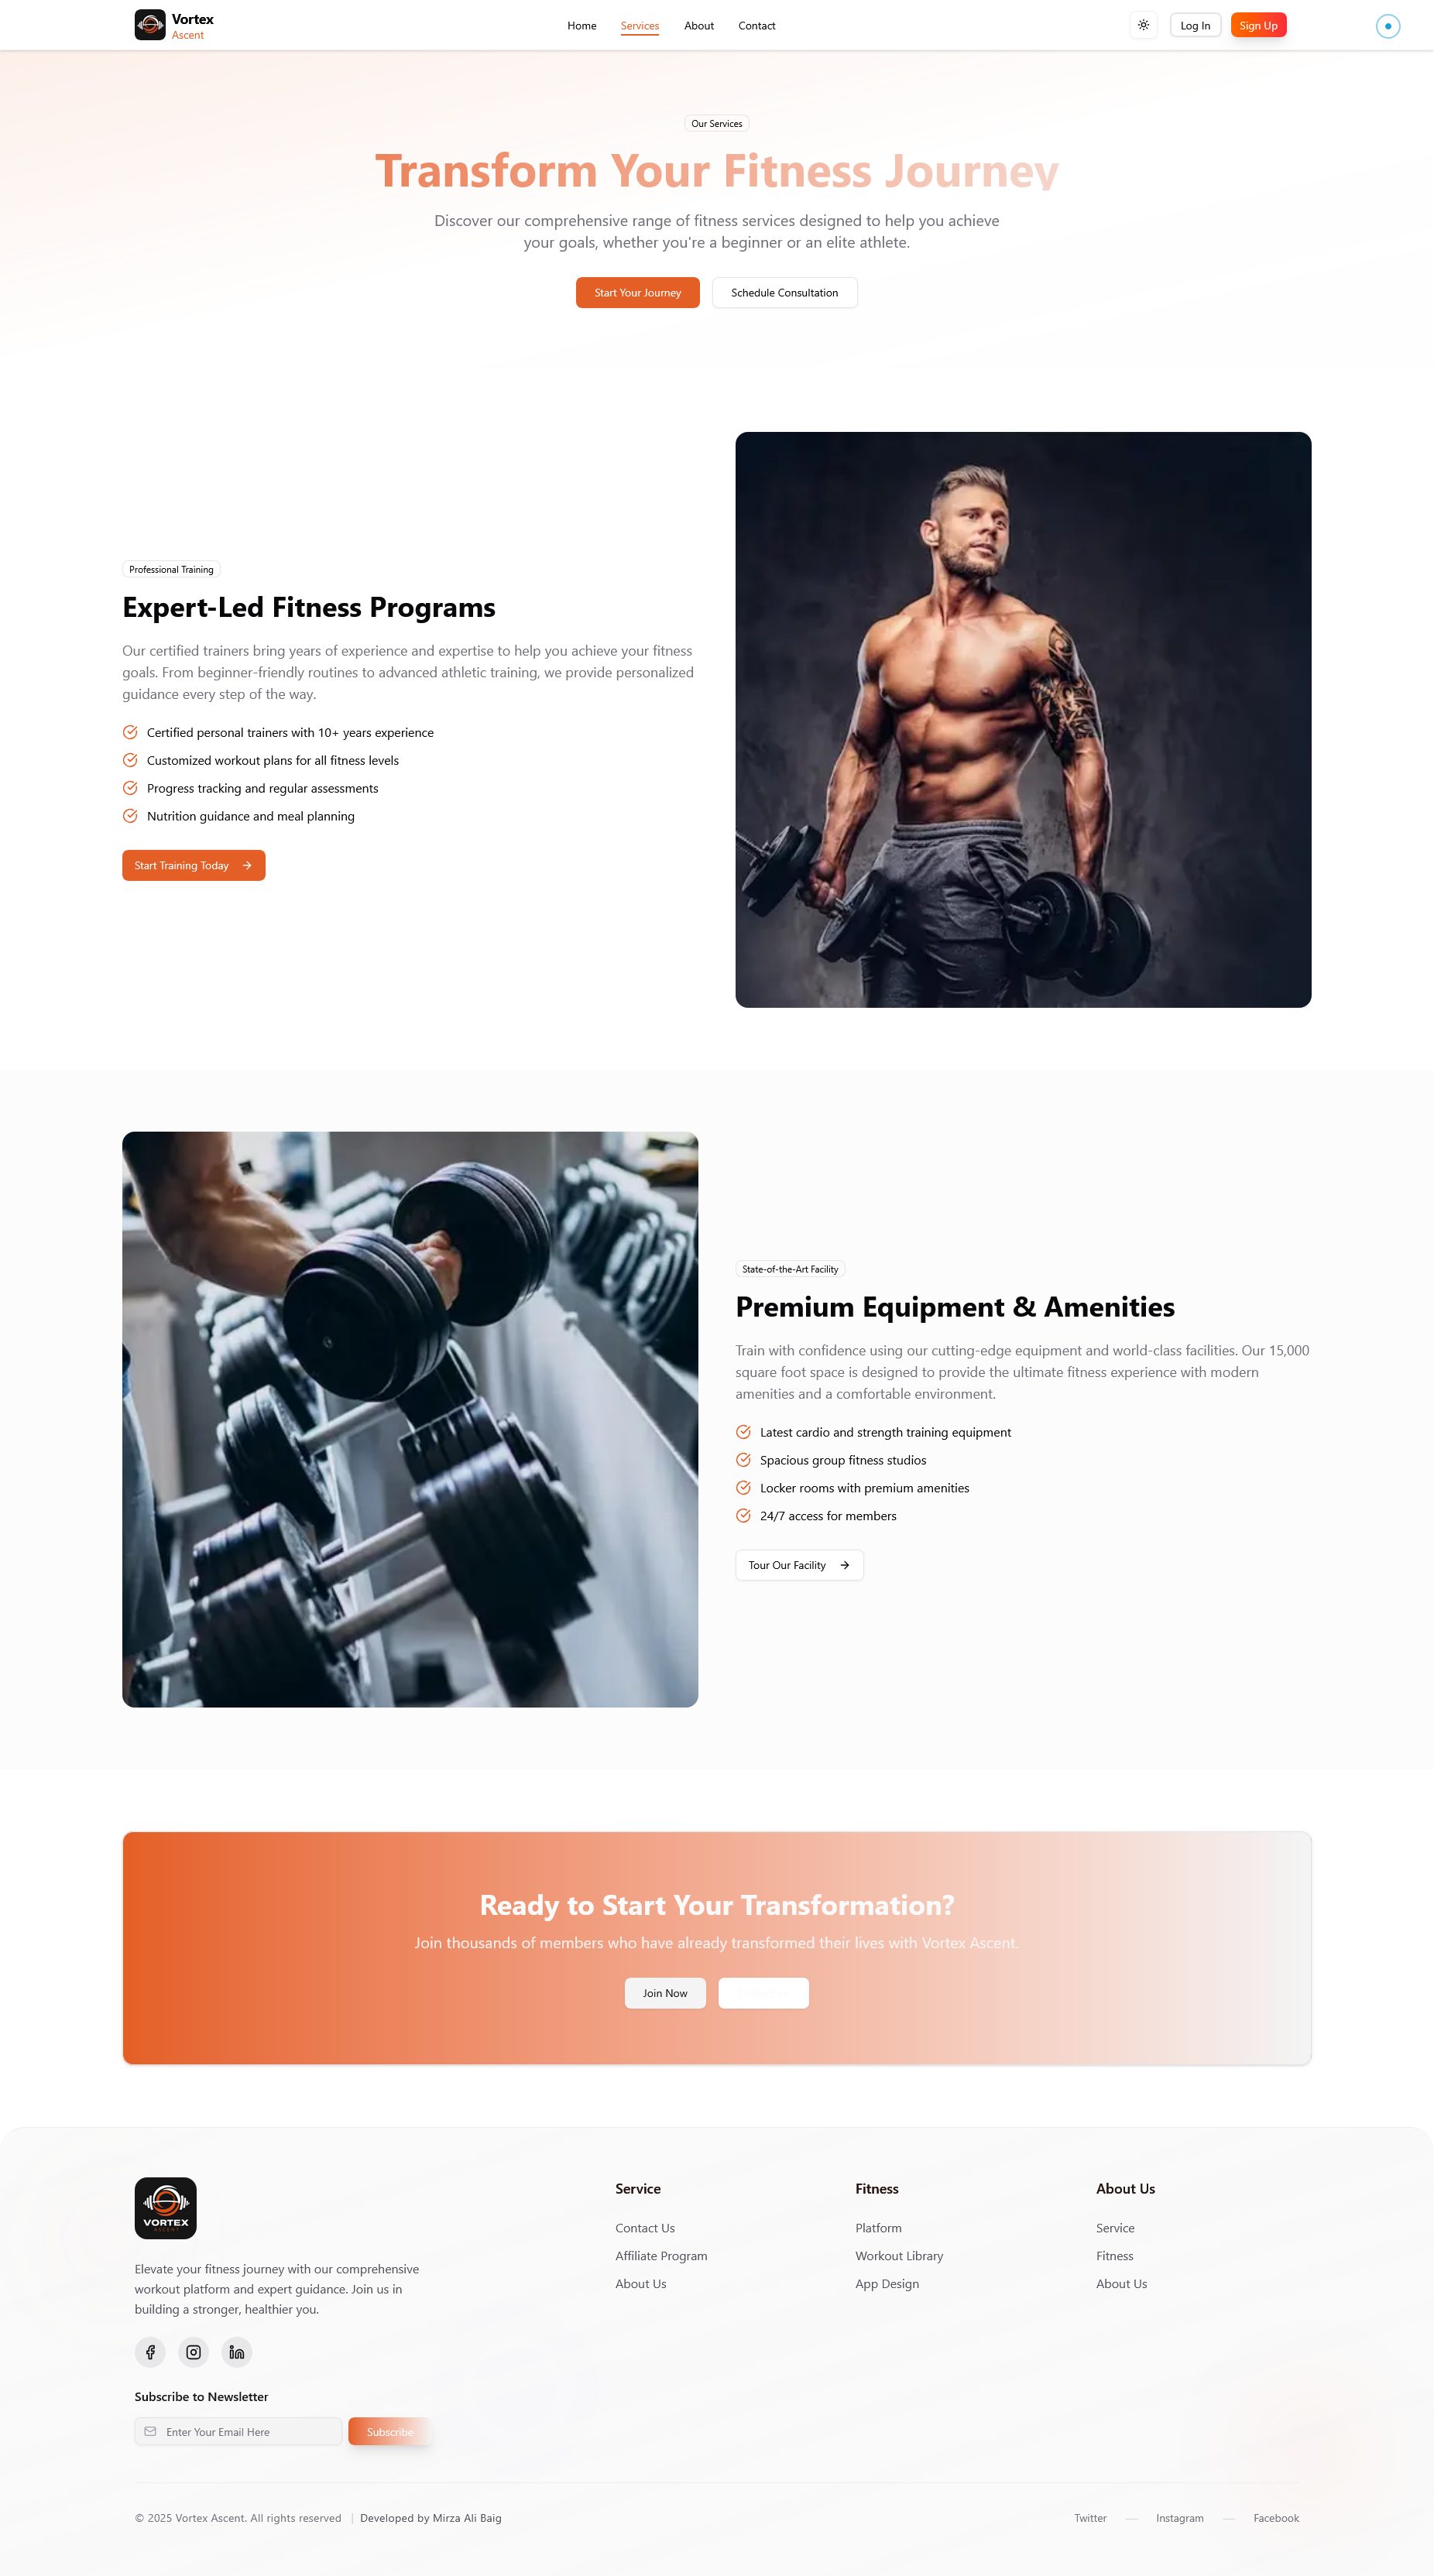 Vortex
Ascent
Home
Services
About
Contact
Log In
Sign Up
Our Services
Transform Your Fitness Journey
Discover our comprehensive range of fitness services designed to help you achieve
your goals, whether you're a beginner or an elite athlete.
Start Your Journey
Schedule Consultation
Professional Training
Expert-Led Fitness Programs
Our certified trainers bring years of experience and expertise to help you achieve your fitness
goals. From beginner-friendly routines to advanced athletic training, we provide personalized
guidance every step of the way.
Certified personal trainers with 10+ years experience
Customized workout plans for all fitness levels
Progress tracking and regular assessments
Nutrition guidance and meal planning
Start Training Today
State-of-the-Art Facility
Premium Equipment & Amenities
Train with confidence using our cutting-edge equipment and world-class facilities. Our 15,000
square foot space is designed to provide the ultimate fitness experience with modern
amenities and a comfortable environment.
Latest cardio and strength training equipment
Spacious group fitness studios
Locker rooms with premium amenities
24/7 access for members
Tour Our Facility
Ready to Start Your Transformation?
Join thousands of members who have already transformed their lives with Vortex Ascent.
Join Now
VORTEX
ASCENT
Elevate your fitness journey with our comprehensive
workout platform and expert guidance. Join us in
building a stronger, healthier you.
Subscribe to Newsletter
Enter Your Email Here
Subscribe
Service
Contact Us
Affiliate Program
About Us
Fitness
Platform
Workout Library
App Design
About Us
Service
Fitness
About Us
© 2025 Vortex Ascent. All rights reserved | Developed by Mirza Ali Baig
Twitter — Instagram — Facebook